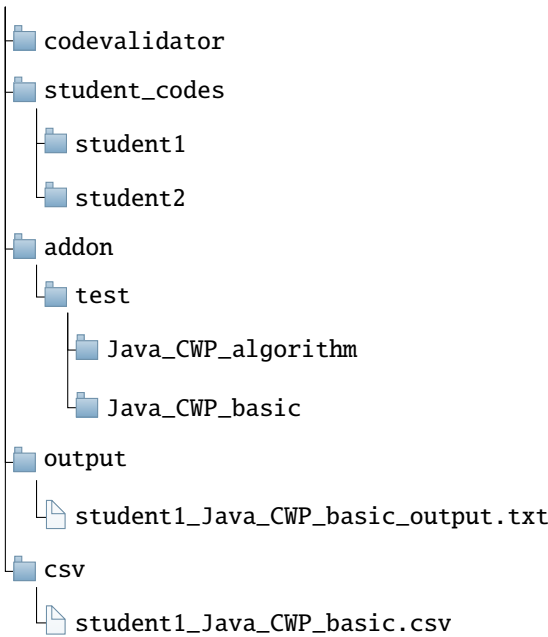 codevalidator
student_codes
student1
student2
addon
test
Java_CWP_algorithm
Java_CWP_basic
output
student1_Java_CWP_basic_output.txt
csv
student1_Java_CWP_basic.csv